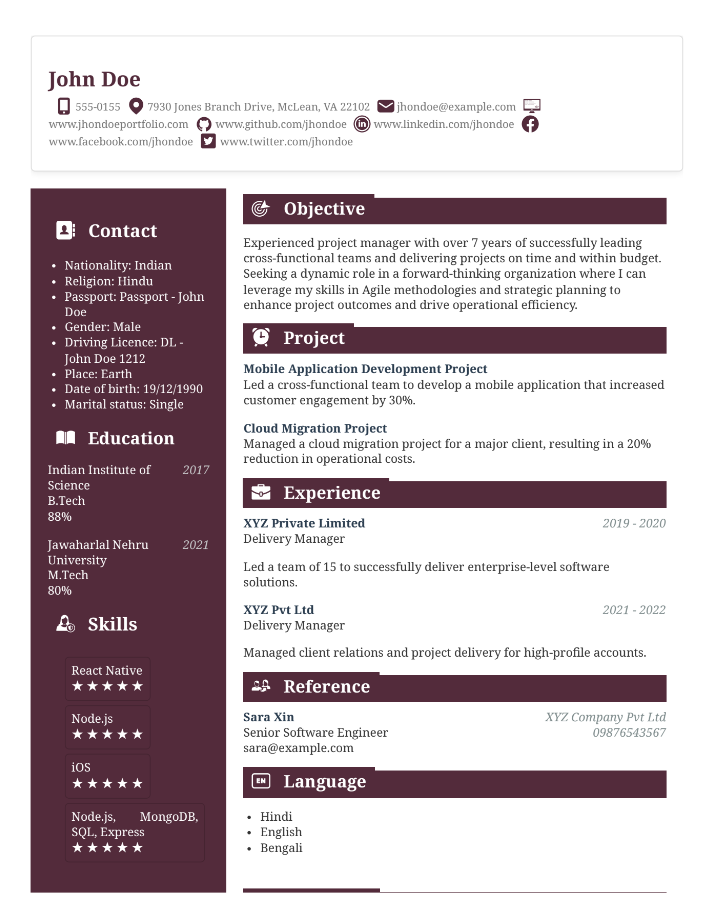 John Doe
555-0155 7930 Jones Branch Drive, McLean, VA 22102 jhondoe@example.com
www.jhondoeportfolio.com www.github.com/jhondoe www.linkedin.com/jhondoe
www.facebook.com/jhondoe www.twitter.com/jhondoe
Contact
• Nationality: Indian
• Religion: Hindu
• Passport: Passport - John
Doe
• Gender: Male
• Driving Licence: DL -
John Doe 1212
• Place: Earth
• Date of birth: 19/12/1990
• Marital status: Single
Education
Indian Institute of 2017
Science
B.Tech
88%
Jawaharlal Nehru 2021
University
M.Tech
80%
Skills
React Native
★★★★★
Node.js
★★★★★
iOS
★★★★★
Node.js, MongoDB,
SQL, Express
★★★★★
Objective
Experienced project manager with over 7 years of successfully leading
cross-functional teams and delivering projects on time and within budget.
Seeking a dynamic role in a forward-thinking organization where I can
leverage my skills in Agile methodologies and strategic planning to
enhance project outcomes and drive operational efficiency.
Project
Mobile Application Development Project
Led a cross-functional team to develop a mobile application that increased
customer engagement by 30%.
Cloud Migration Project
Managed a cloud migration project for a major client, resulting in a 20%
reduction in operational costs.
Experience
XYZ Private Limited 2019 - 2020
Delivery Manager
Led a team of 15 to successfully deliver enterprise-level software
solutions.
XYZ Pvt Ltd 2021 - 2022
Delivery Manager
Managed client relations and project delivery for high-profile accounts.
Reference
Sara Xin XYZ Company Pvt Ltd
Senior Software Engineer 09876543567
sara@example.com
EN Language
• Hindi
• English
• Bengali